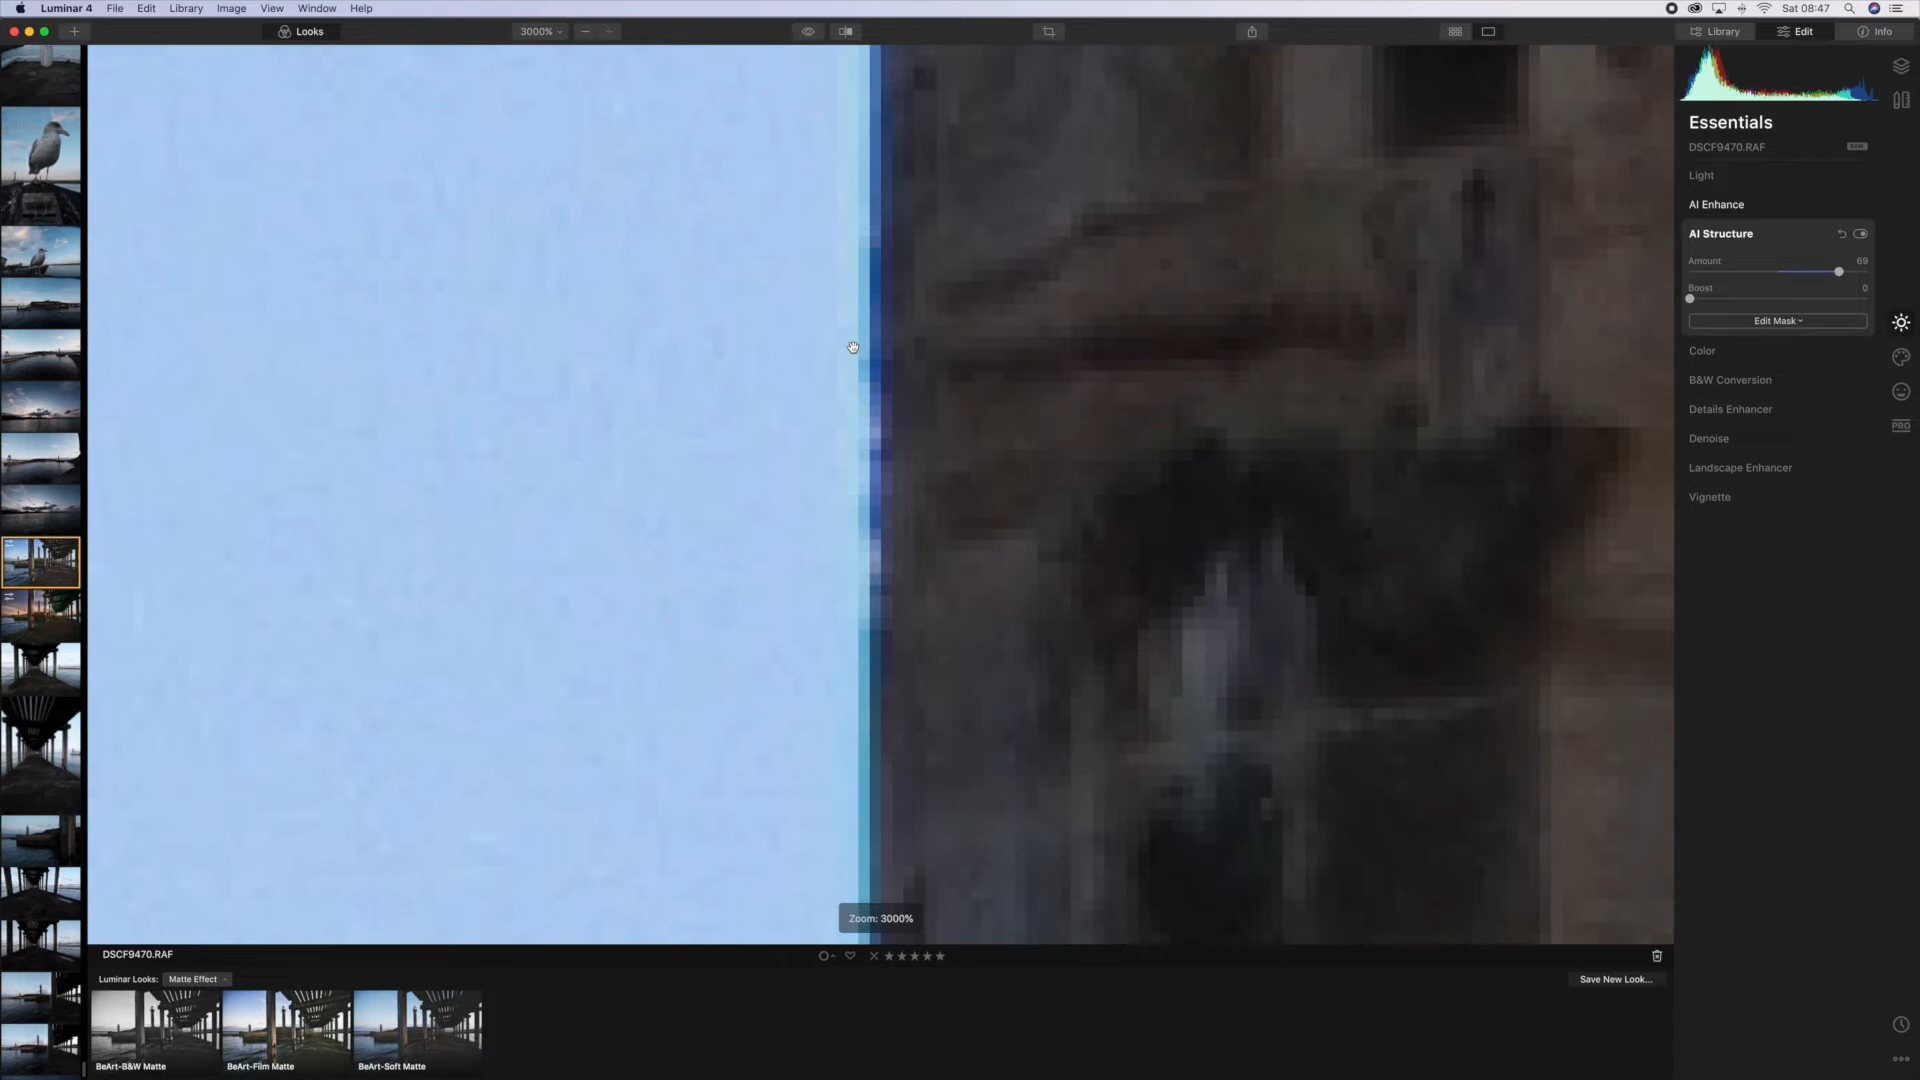 Luminar 4 File Edit Library Image View Window Help Sat 08:47
Looks 3000% Library Edit Info
Essentials
DSCF9470.RAF RAW
Light
AI Enhance
AI Structure
Amount 69
Boost 0
Edit Mask
Color
B&W Conversion
PRO
Details Enhancer
Denoise
Landscape Enhancer
Vignette
Zoom: 3000%
DSCF9470.RAF
Luminar Looks: Matte Effect Save New Look...
BeArt-B&W Matte BeArt-Film Matte BeArt-Soft Matte